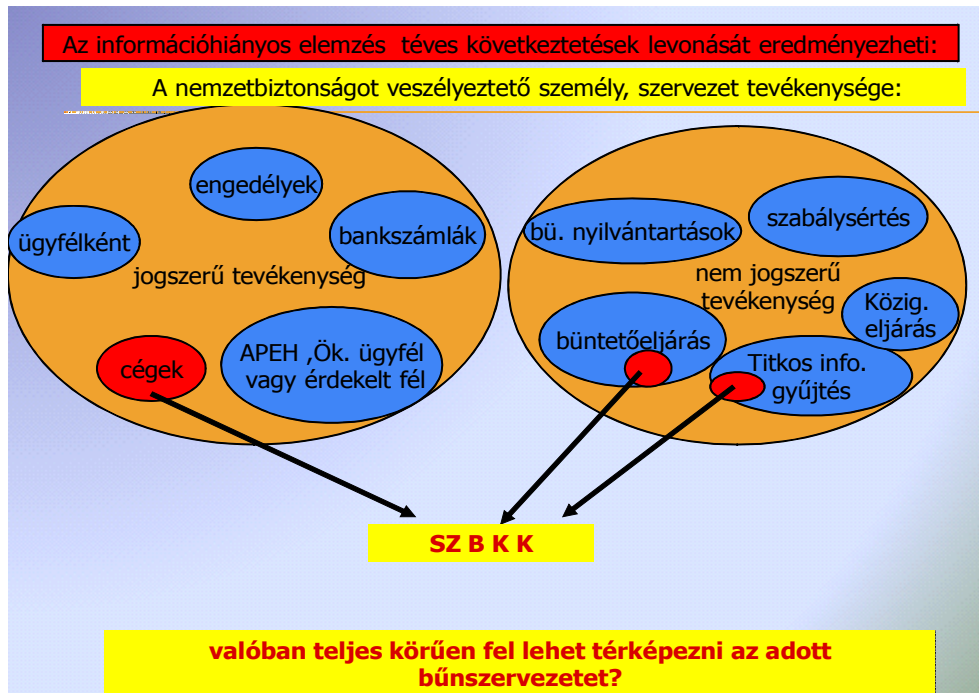 Az információhiányos elemzés téves következtetések levonását eredményezheti:
A nemzetbiztonságot veszélyeztető személy, szervezet tevékenysége:
engedélyek
ügyfélként
bankszámlák
jogszerű tevékenység
cégek
APEH ,Ök. ügyfél
vagy érdekelt fél
bü. nyilvántartások
szabálysértés
nem jogszerű
tevékenység
Közig.
eljárás
büntetőeljárás
Titkos info.
gyűjtés
SZ B K K
valóban teljes körűen fel lehet térképezni az adott
bűnszervezetet?